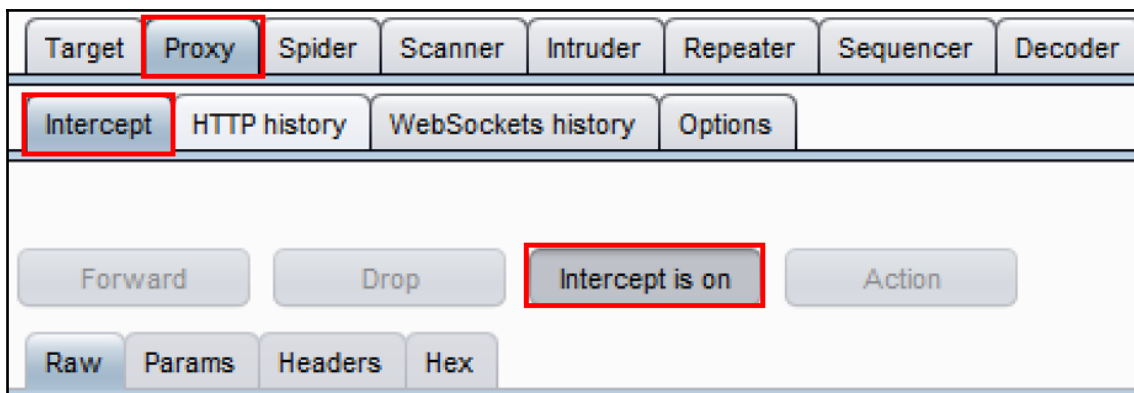 Target Proxy Spider Scanner Intruder Repeater Sequencer Decoder
Intercept HTTP history WebSockets history Options
Forward Drop Intercept is on Action
Raw Params Headers Hex